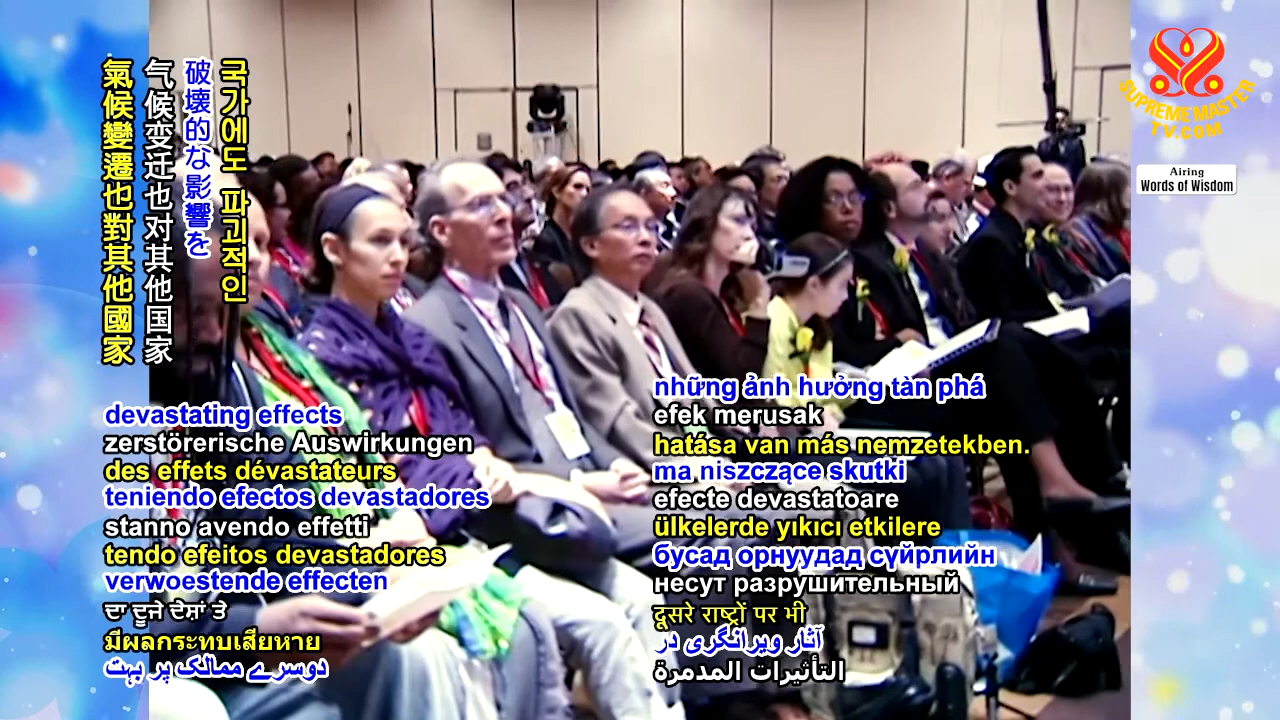 국가에도 파괴적인
破壊的な影響を
气候变迁也对其他国家
氣候變遷也對其他國家
SUPREME MASTER
TV.COM
Airing
Words of Wisdom
devastating effects
zerstörerische Auswirkungen
des effets dévastateurs
teniendo efectos devastadores
stanno avendo effetti
tendo efeitos devastadores
verwoestende effecten
ਦਾ ਦੂਜੇ ਦੇਸ਼ਾਂ ਤੇ
มีผลกระทบเสียหาย
دوسرے ممالک پر بہت
những ảnh hưởng tàn phá
efek merusak
hatása van más nemzetekben.
ma niszczące skutki
efecte devastatoare
ülkelerde yıkıcı etkilere
бусад орнуудад сүйрлийн
несут разрушительный
दूसरे राष्ट्रों पर भी
آثار ویرانگری در
التأثيرات المدمرة